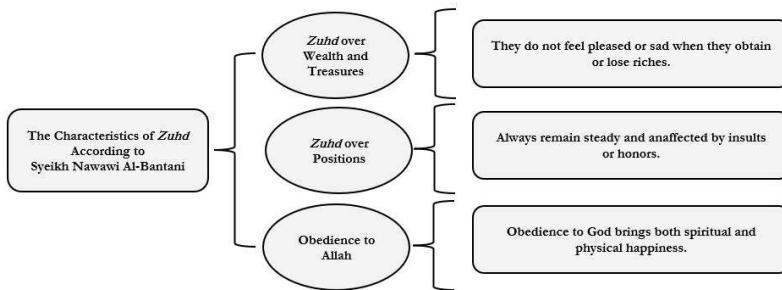 The Characteristics of Zuhd
According to
Syeikh Nawawi Al-Bantani
Zuhd over
Wealth and
Treasures
They do not feel pleased or sad when they obtain
or lose riches.
Zuhd over
Positions
Always remain steady and anaffected by insults
or honors.
Obedience to
Allah
Obedience to God brings both spiritual and
physical happiness.